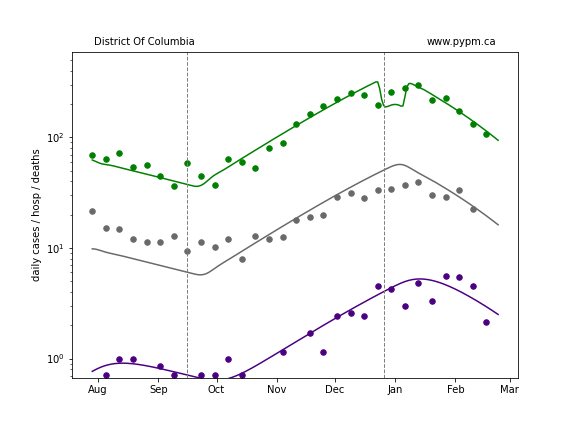 District Of Columbia
www.pypm.ca
daily cases / hosp / deaths
10²
10¹
10⁰
Aug Sep Oct Nov Dec Jan Feb Mar